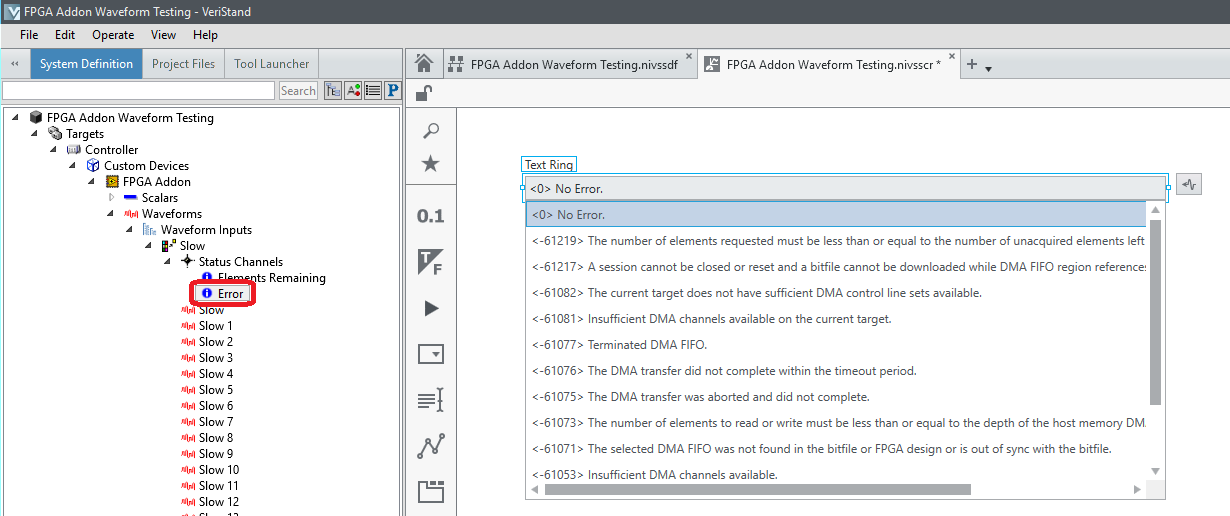 FPGA Addon Waveform Testing - VeriStand
File Edit Operate View Help
System Definition Project Files Tool Launcher
Search
P
FPGA Addon Waveform Testing
Targets
Controller
Custom Devices
FPGA Addon
Scalars
Waveforms
Waveform Inputs
Slow
Status Channels
Elements Remaining
Error
Slow
Slow 1
Slow 2
Slow 3
Slow 4
Slow 5
Slow 6
Slow 7
Slow 8
Slow 9
Slow 10
Slow 11
Slow 12
FPGA Addon Waveform Testing.nivssdf
FPGA Addon Waveform Testing.nivsscr *
0.1
T/F
Text Ring
<0> No Error.
<0> No Error.
<-61219> The number of elements requested must be less than or equal to the number of unacquired elements left
<-61217> A session cannot be closed or reset and a bitfile cannot be downloaded while DMA FIFO region references
<-61082> The current target does not have sufficient DMA control line sets available.
<-61081> Insufficient DMA channels available on the current target.
<-61077> Terminated DMA FIFO.
<-61076> The DMA transfer did not complete within the timeout period.
<-61075> The DMA transfer was aborted and did not complete.
<-61073> The number of elements to read or write must be less than or equal to the depth of the host memory DMA
<-61071> The selected DMA FIFO was not found in the bitfile or FPGA design or is out of sync with the bitfile.
<-61053> Insufficient DMA channels available.